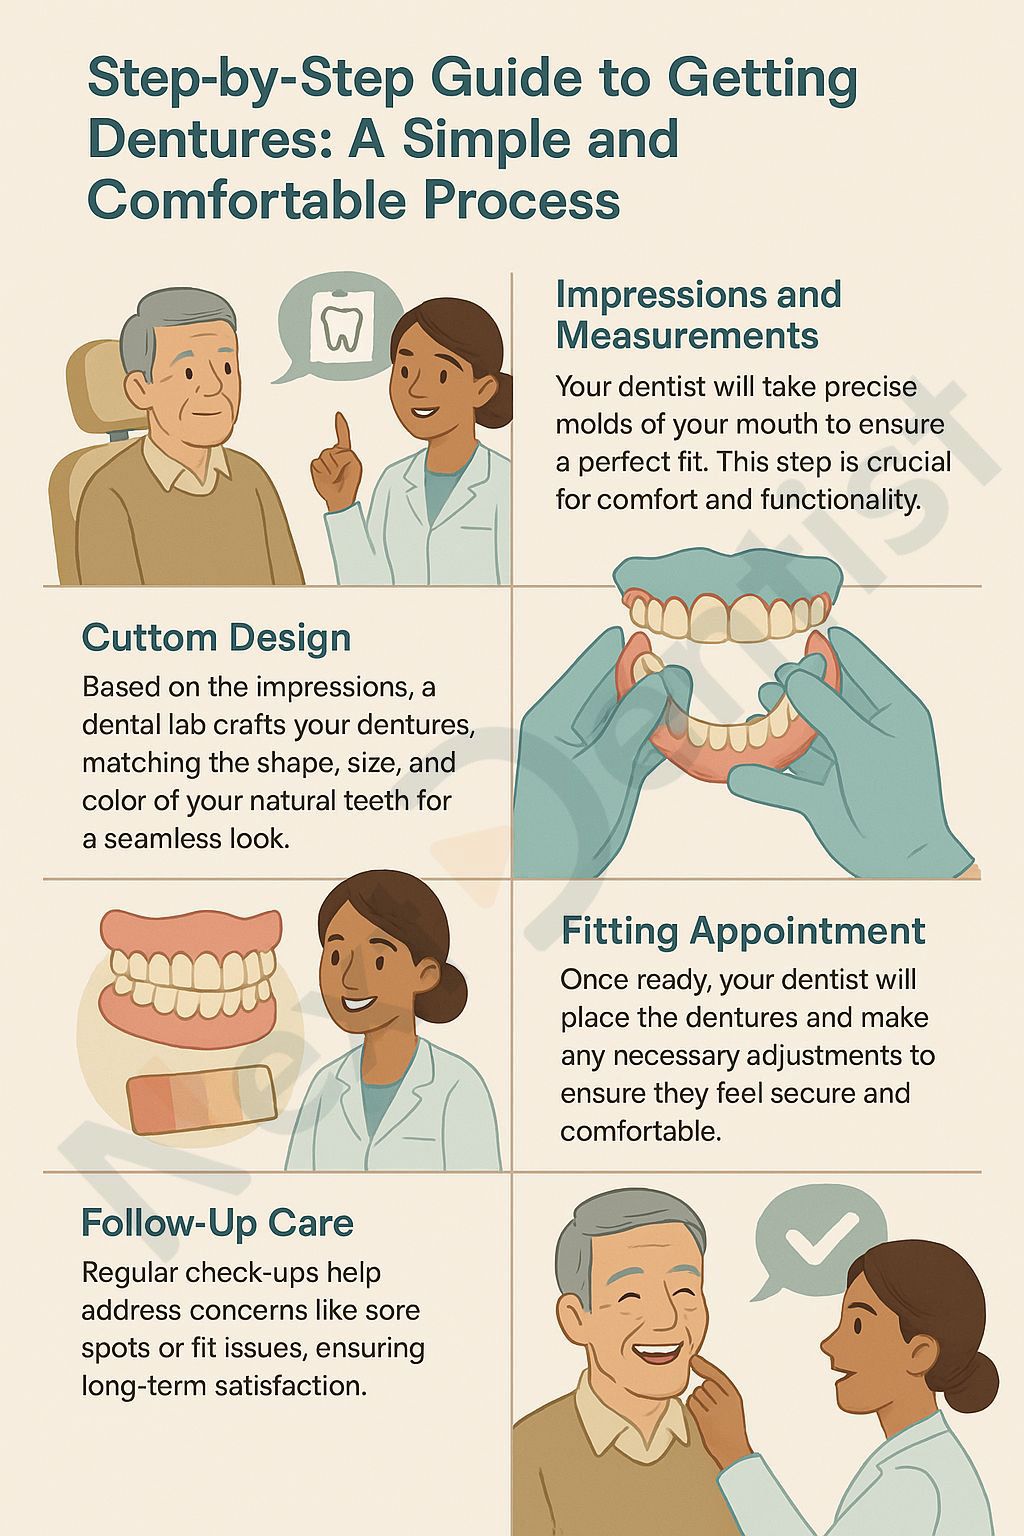 Step-by-Step Guide to Getting
Dentures: A Simple and
Comfortable Process
Impressions and
Measurements
Your dentist will take precise
molds of your mouth to ensure
a perfect fit. This step is crucial
for comfort and functionality.
Cuttom Design
Based on the impressions, a
dental lab crafts your dentures,
matching the shape, size, and
color of your natural teeth for
a seamless look.
Fitting Appointment
Once ready, your dentist will
place the dentures and make
any necessary adjustments to
ensure they feel secure and
comfortable.
Follow-Up Care
Regular check-ups help
address concerns like sore
spots or fit issues, ensuring
long-term satisfaction.
NexDentist